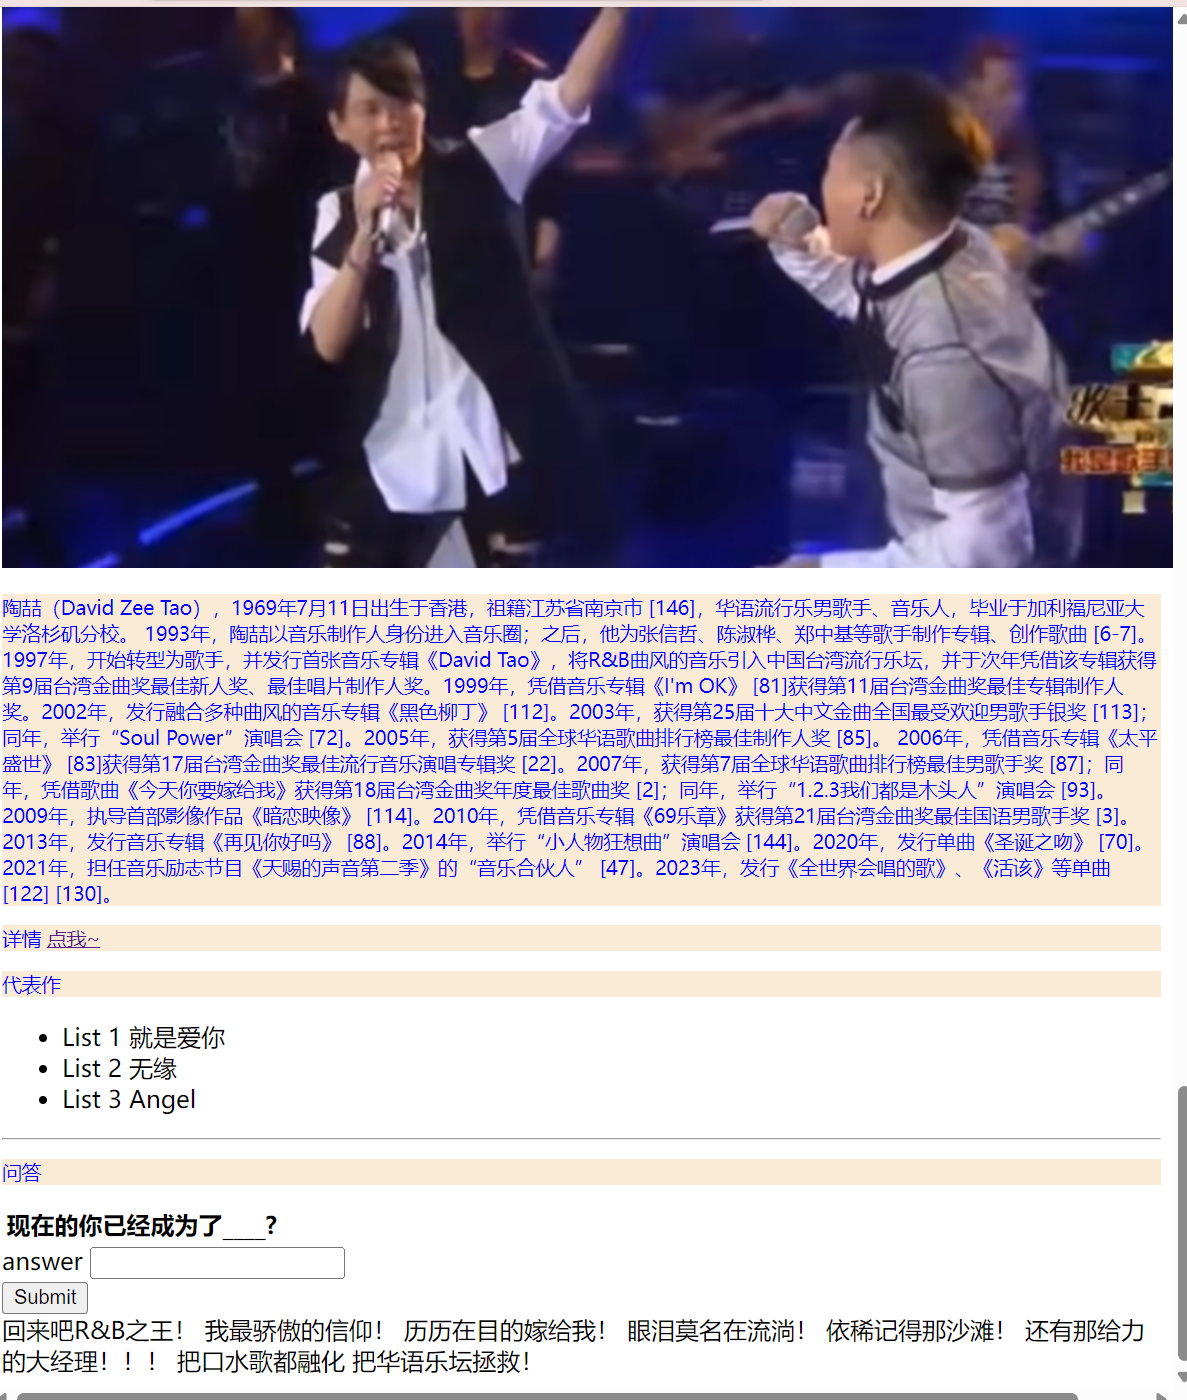 歌手
我是歌手
陶喆（David Zee Tao），1969年7月11日出生于香港，祖籍江苏省南京市 [146]，华语流行乐男歌手、音乐人，毕业于加利福尼亚大
学洛杉矶分校。 1993年，陶喆以音乐制作人身份进入音乐圈；之后，他为张信哲、陈淑桦、郑中基等歌手制作专辑、创作歌曲 [6-7]。
1997年，开始转型为歌手，并发行首张音乐专辑《David Tao》，将R&B曲风的音乐引入中国台湾流行乐坛，并于次年凭借该专辑获得
第9届台湾金曲奖最佳新人奖、最佳唱片制作人奖。1999年，凭借音乐专辑《I'm OK》 [81]获得第11届台湾金曲奖最佳专辑制作人
奖。2002年，发行融合多种曲风的音乐专辑《黑色柳丁》 [112]。2003年，获得第25届十大中文金曲全国最受欢迎男歌手银奖 [113]；
同年，举行“Soul Power”演唱会 [72]。2005年，获得第5届全球华语歌曲排行榜最佳制作人奖 [85]。 2006年，凭借音乐专辑《太平
盛世》 [83]获得第17届台湾金曲奖最佳流行音乐演唱专辑奖 [22]。2007年，获得第7届全球华语歌曲排行榜最佳男歌手奖 [87]；同
年，凭借歌曲《今天你要嫁给我》获得第18届台湾金曲奖年度最佳歌曲奖 [2]；同年，举行“1.2.3我们都是木头人”演唱会 [93]。
2009年，执导首部影像作品《暗恋映像》 [114]。2010年，凭借音乐专辑《69乐章》获得第21届台湾金曲奖最佳国语男歌手奖 [3]。
2013年，发行音乐专辑《再见你好吗》 [88]。2014年，举行“小人物狂想曲”演唱会 [144]。2020年，发行单曲《圣诞之吻》 [70]。
2021年，担任音乐励志节目《天赐的声音第二季》的“音乐合伙人” [47]。2023年，发行《全世界会唱的歌》、《活该》等单曲
[122] [130]。
详情 点我~
代表作
List 1 就是爱你
List 2 无缘
List 3 Angel
问答
现在的你已经成为了____?
answer
Submit
回来吧R&B之王！ 我最骄傲的信仰！ 历历在目的嫁给我！ 眼泪莫名在流淌！ 依稀记得那沙滩！ 还有那给力
的大经理！！！ 把口水歌都融化 把华语乐坛拯救！